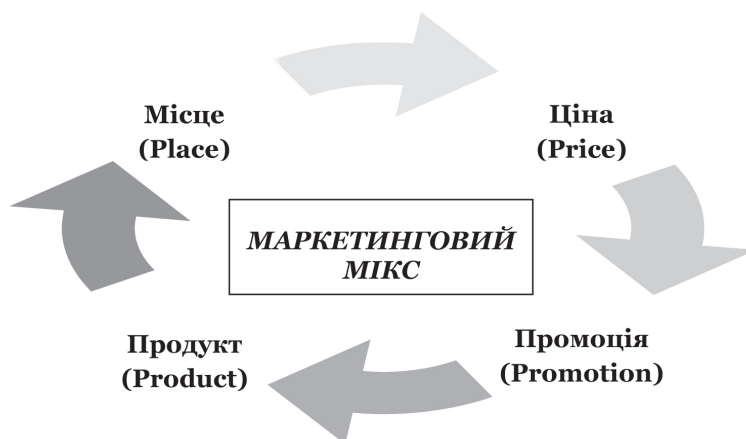 Місце
(Place)
Ціна
(Price)
МАРКЕТИНГОВИЙ
МІКС
Продукт
(Product)
Промоція
(Promotion)